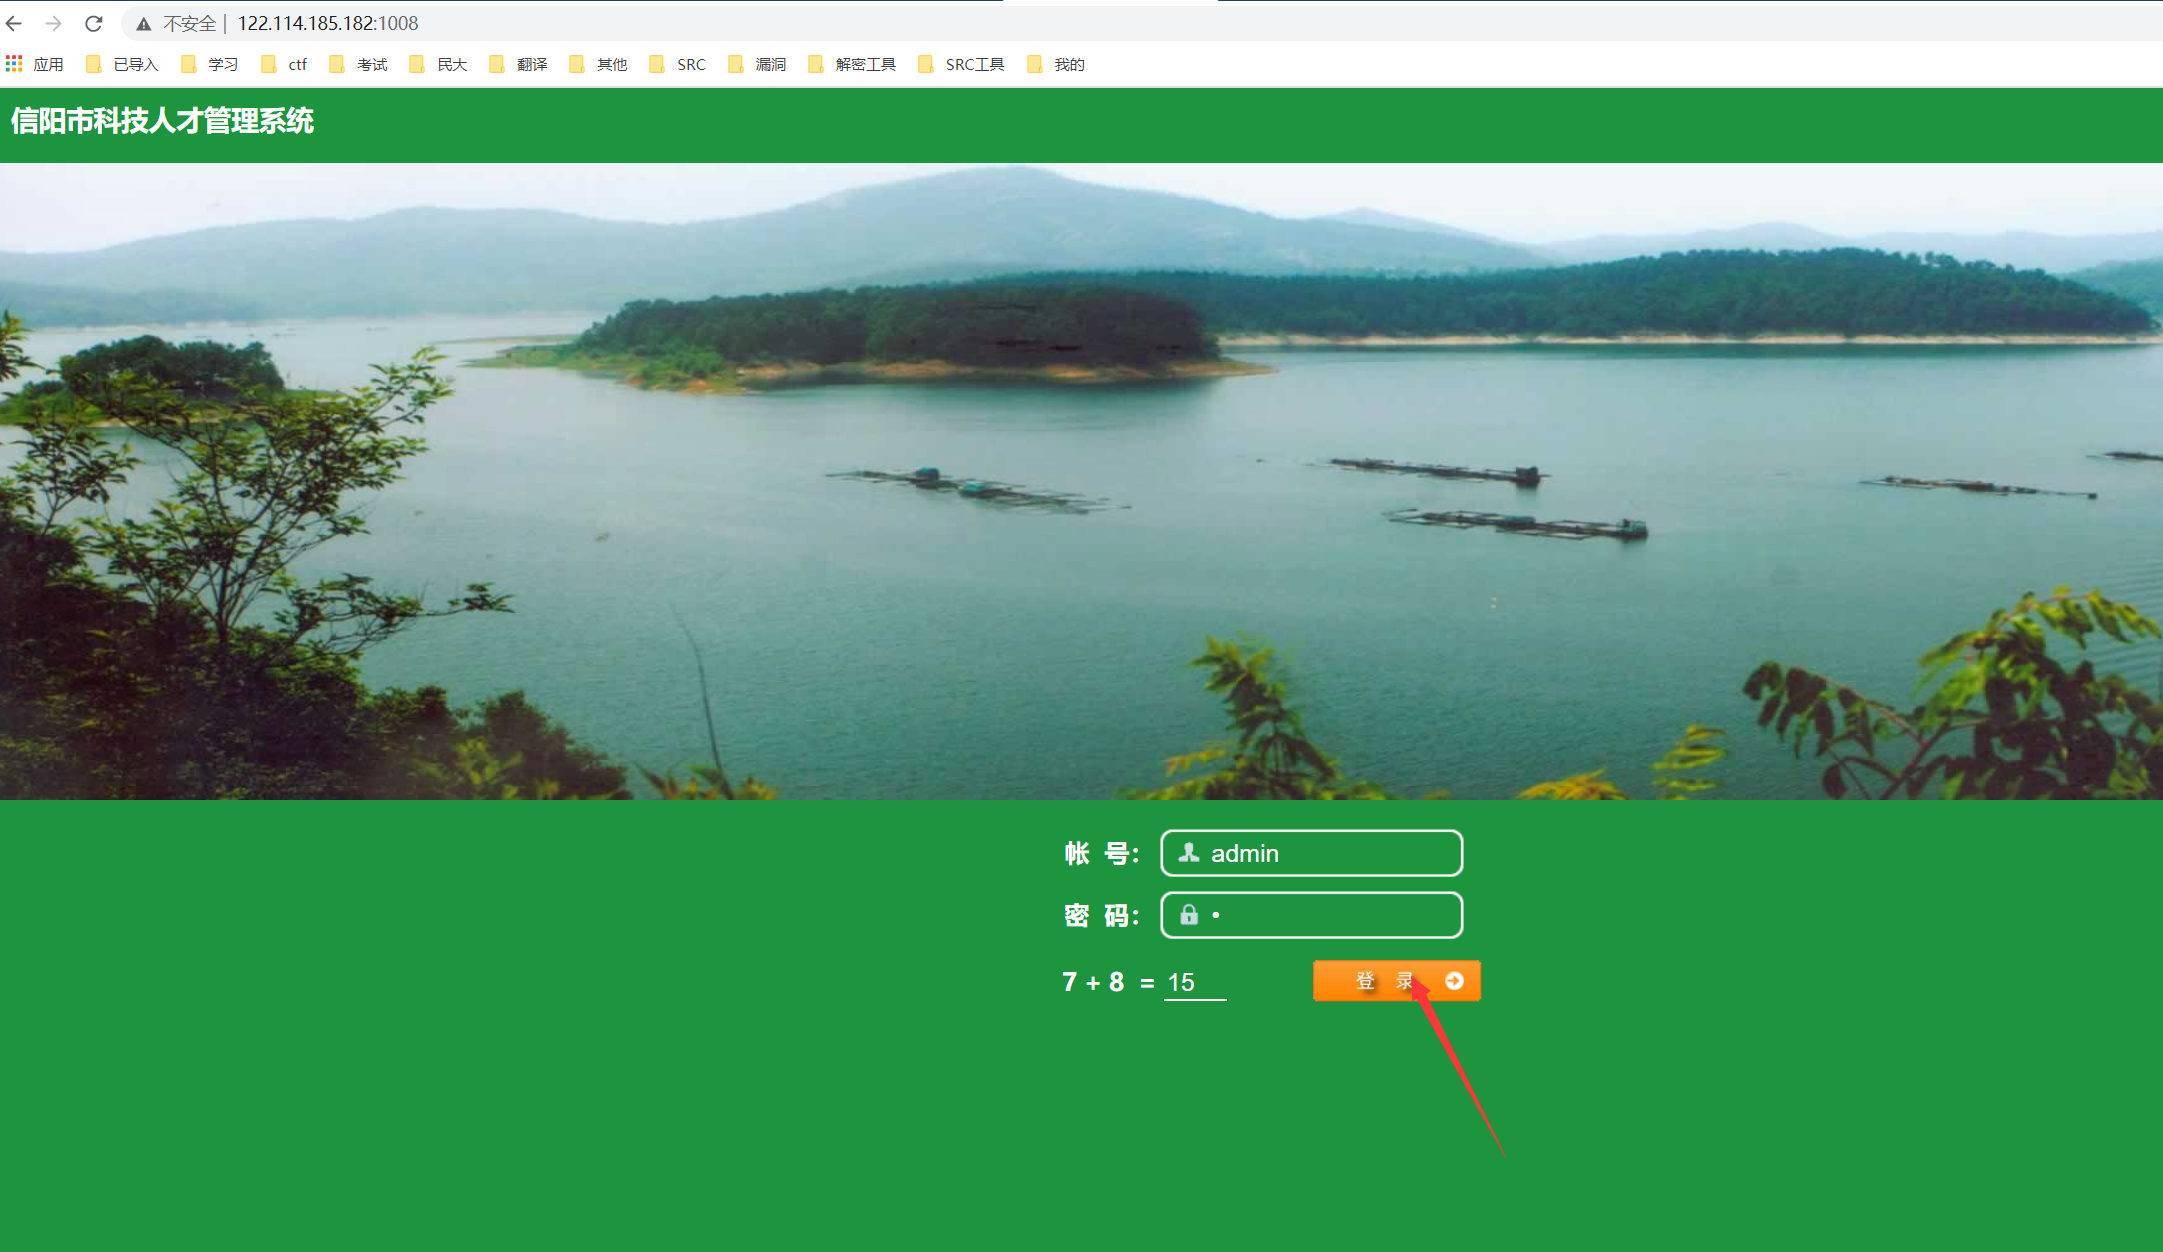 不安全 | 122.114.185.182:1008
应用 已导入 学习 ctf 考试 民大 翻译 其他 SRC 漏洞 解密工具 SRC工具 我的
信阳市科技人才管理系统
帐 号: admin
密 码: •
7 + 8 = 15 登 录